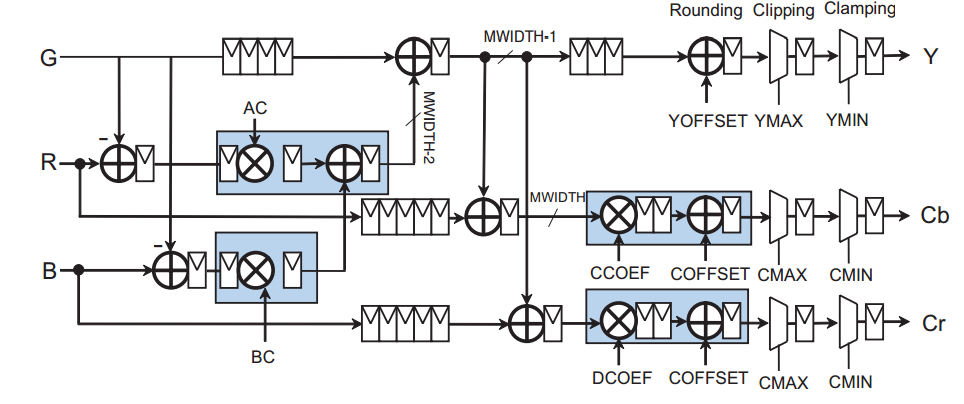 Rounding Clipping Clamping
MWIDTH-1
G
Y
AC
MWIDTH-2
YOFFSET YMAX YMIN
R
MWIDTH
Cb
B
CCOEF COFFSET CMAX CMIN
Cr
BC
DCOEF COFFSET CMAX CMIN